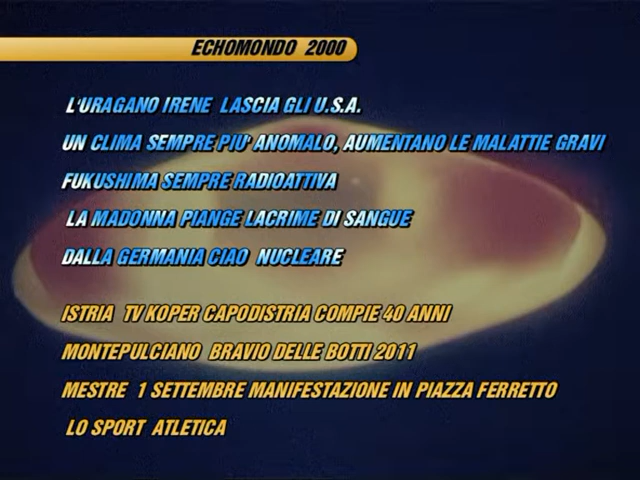 ECHOMONDO 2000
L'URAGANO IRENE LASCIA GLI U.S.A.
UN CLIMA SEMPRE PIU' ANOMALO, AUMENTANO LE MALATTIE GRAVI
FUKUSHIMA SEMPRE RADIOATTIVA
LA MADONNA PIANGE LACRIME DI SANGUE
DALLA GERMANIA CIAO NUCLEARE
ISTRIA TV KOPER CAPODISTRIA COMPIE 40 ANNI
MONTEPULCIANO BRAVIO DELLE BOTTI 2011
MESTRE 1 SETTEMBRE MANIFESTAZIONE IN PIAZZA FERRETTO
LO SPORT ATLETICA